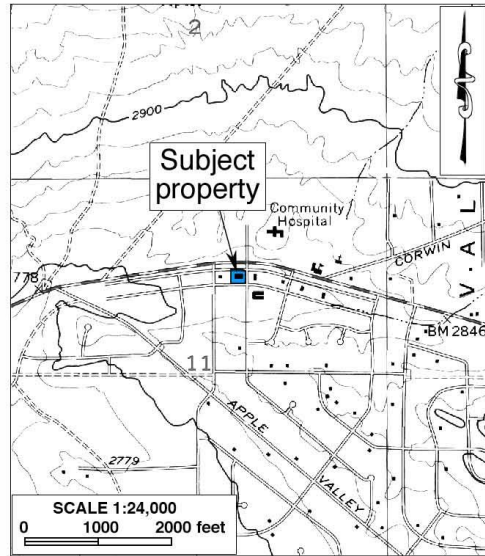 2
2900
Subject
property
Community
Hospital
CORWIN
VAL
778
BM 2846
11
APPLE
2779
VALLEY
SCALE 1:24,000
0 1000 2000 feet